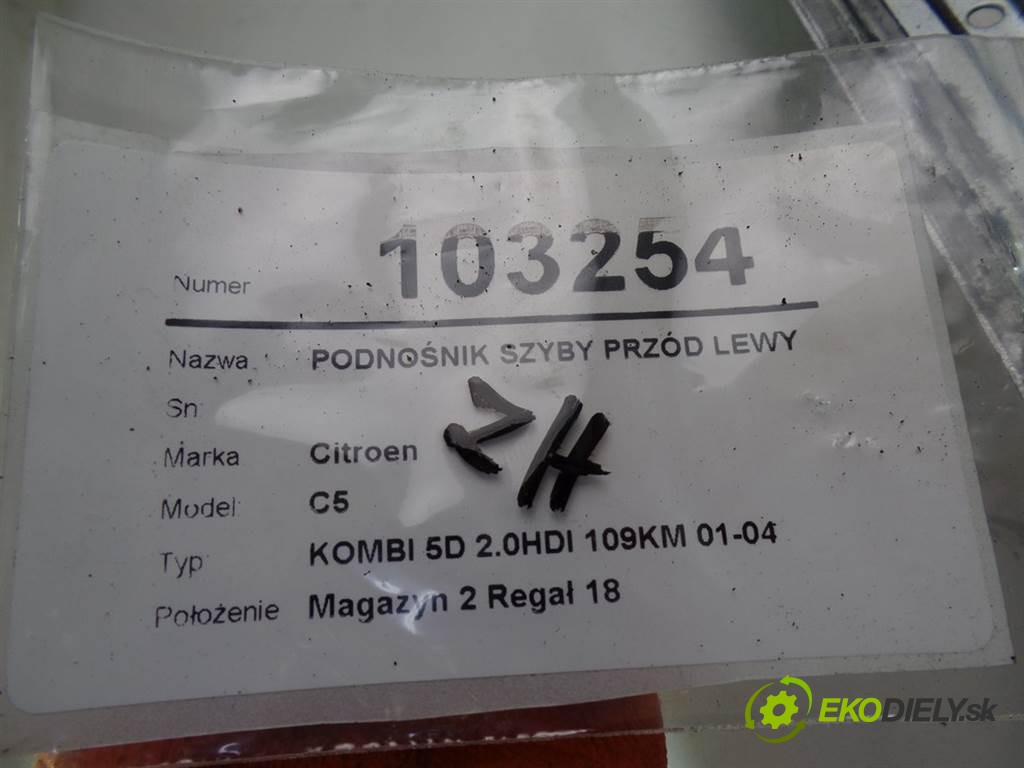 Numer 103254
Nazwa PODNOŚNIK SZYBY PRZÓD LEWY
Sn
Marka Citroen
Model C5
Typ KOMBI 5D 2.0HDI 109KM 01-04
Położenie Magazyn 2 Regał 18
EKODIELY.sk